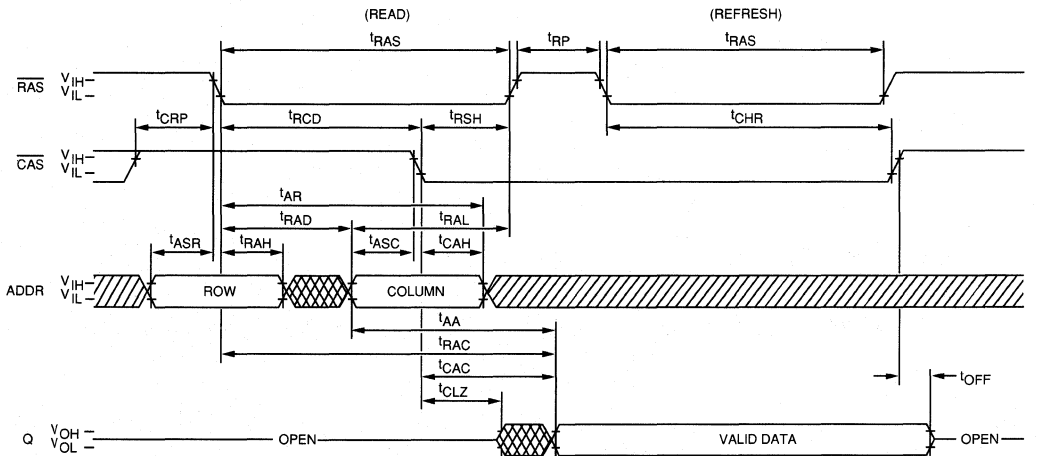 (READ) (REFRESH)
tRAS tRP tRAS
RAS VIH
VIL
tCRP tRCD tRSH tCHR
CAS VIH
VIL
tAR
tRAD tRAL
tASR tRAH tASC tCAH
ADDR VIH
VIL
ROW COLUMN
tAA
tRAC
tCAC
tCLZ tOFF
Q VOH
VOL
OPEN VALID DATA OPEN